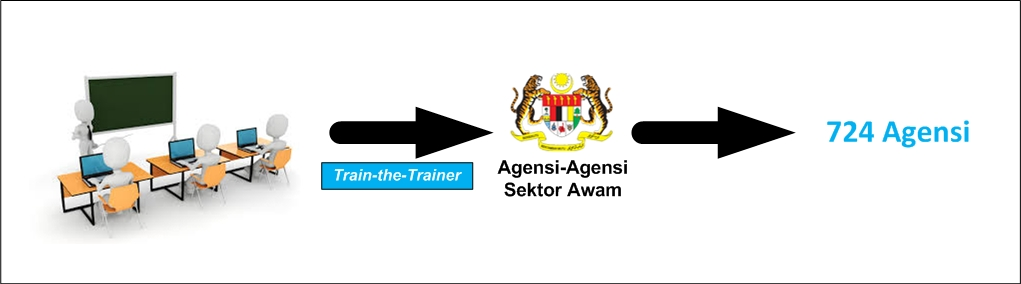 Train-the-Trainer
Agensi-Agensi
Sektor Awam
724 Agensi